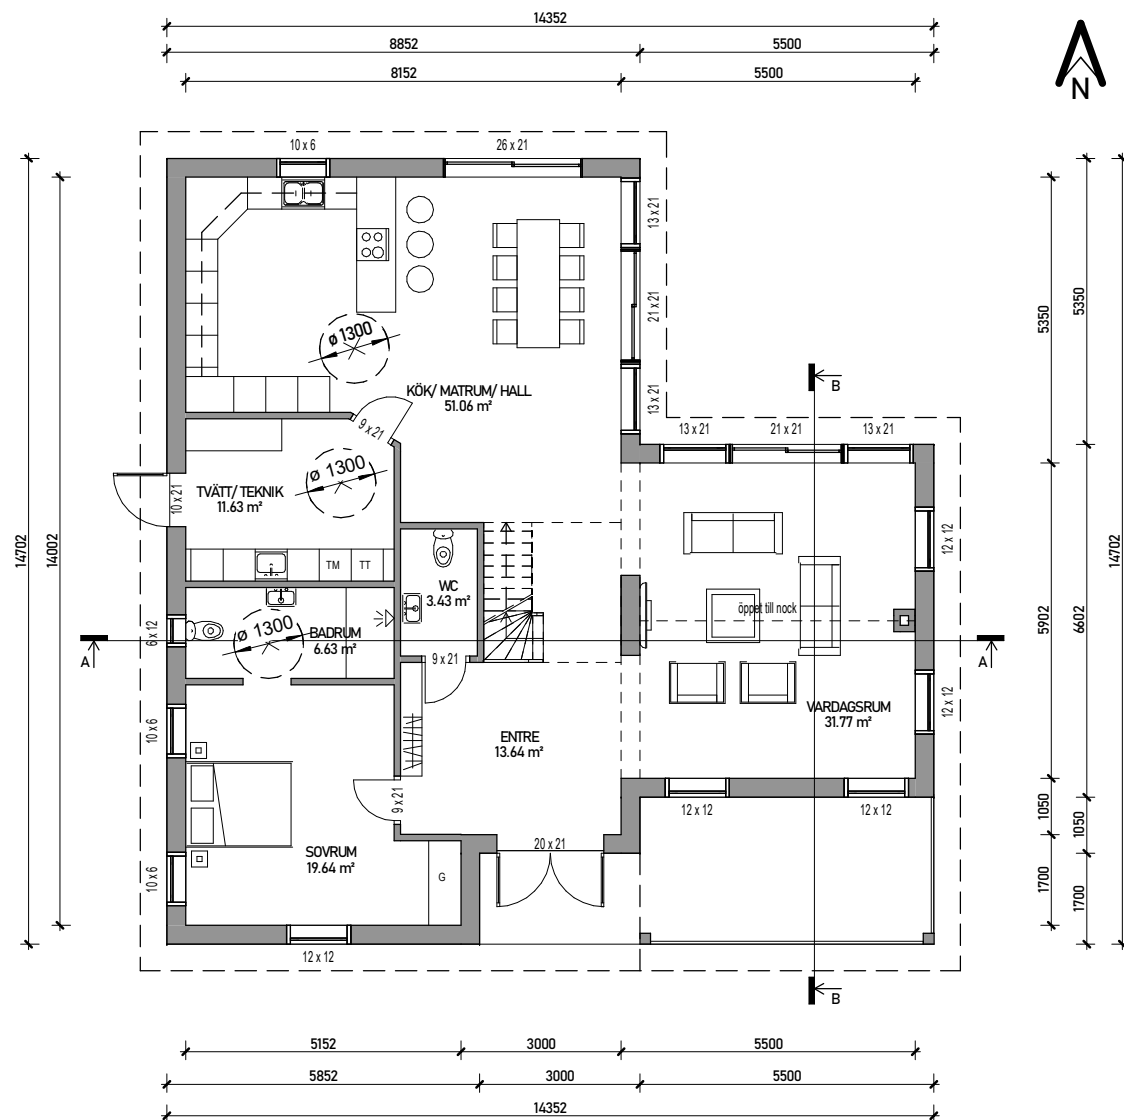 14352
8852
5500
8152
5500
N
10 x 6
26 x 21
13 x 21
21 x 21
13 x 21
ø 1300
KÖK/ MATRUM/ HALL
51.06 m²
9 x 21
B
13 x 21
21 x 21
13 x 21
5350
5350
TVÄTT/ TEKNIK
11.63 m²
ø 1300
10 x 21
TM
TT
12 x 12
14702
14002
14702
WC
3.43 m²
öppet till nock
5902
6602
6 x 12
ø 1300
BADRUM
6.63 m²
A
9 x 21
A
10 x 6
12 x 12
VARDAGSRUM
31.77 m²
ENTRE
13.64 m²
9 x 21
12 x 12
12 x 12
1050
1050
20 x 21
SOVRUM
19.64 m²
10 x 6
G
1700
1700
12 x 12
B
5152
3000
5500
5852
3000
5500
14352